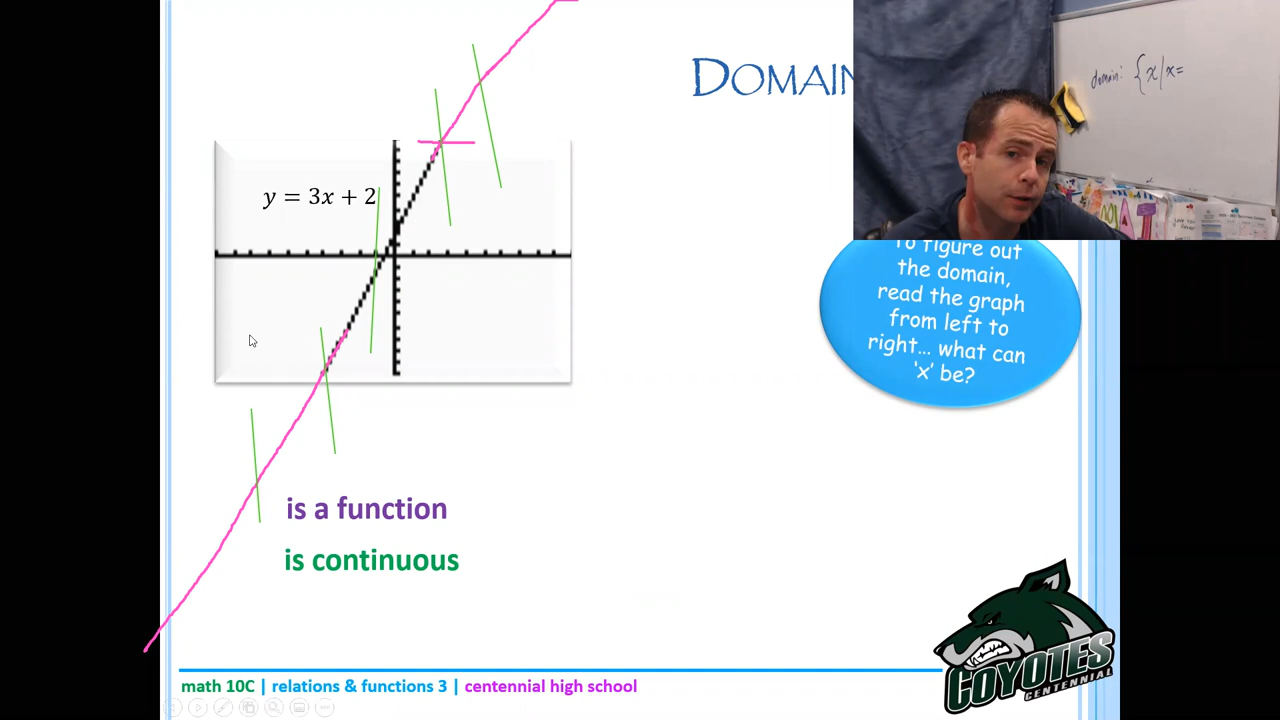 DOMAIN
domain: {x|x=
y = 3x + 2
To figure out
the domain,
read the graph
from left to
right... what can
'x' be?
is a function
is continuous
COYOTES
CENTENNIAL
math 10C | relations & functions 3 | centennial high school